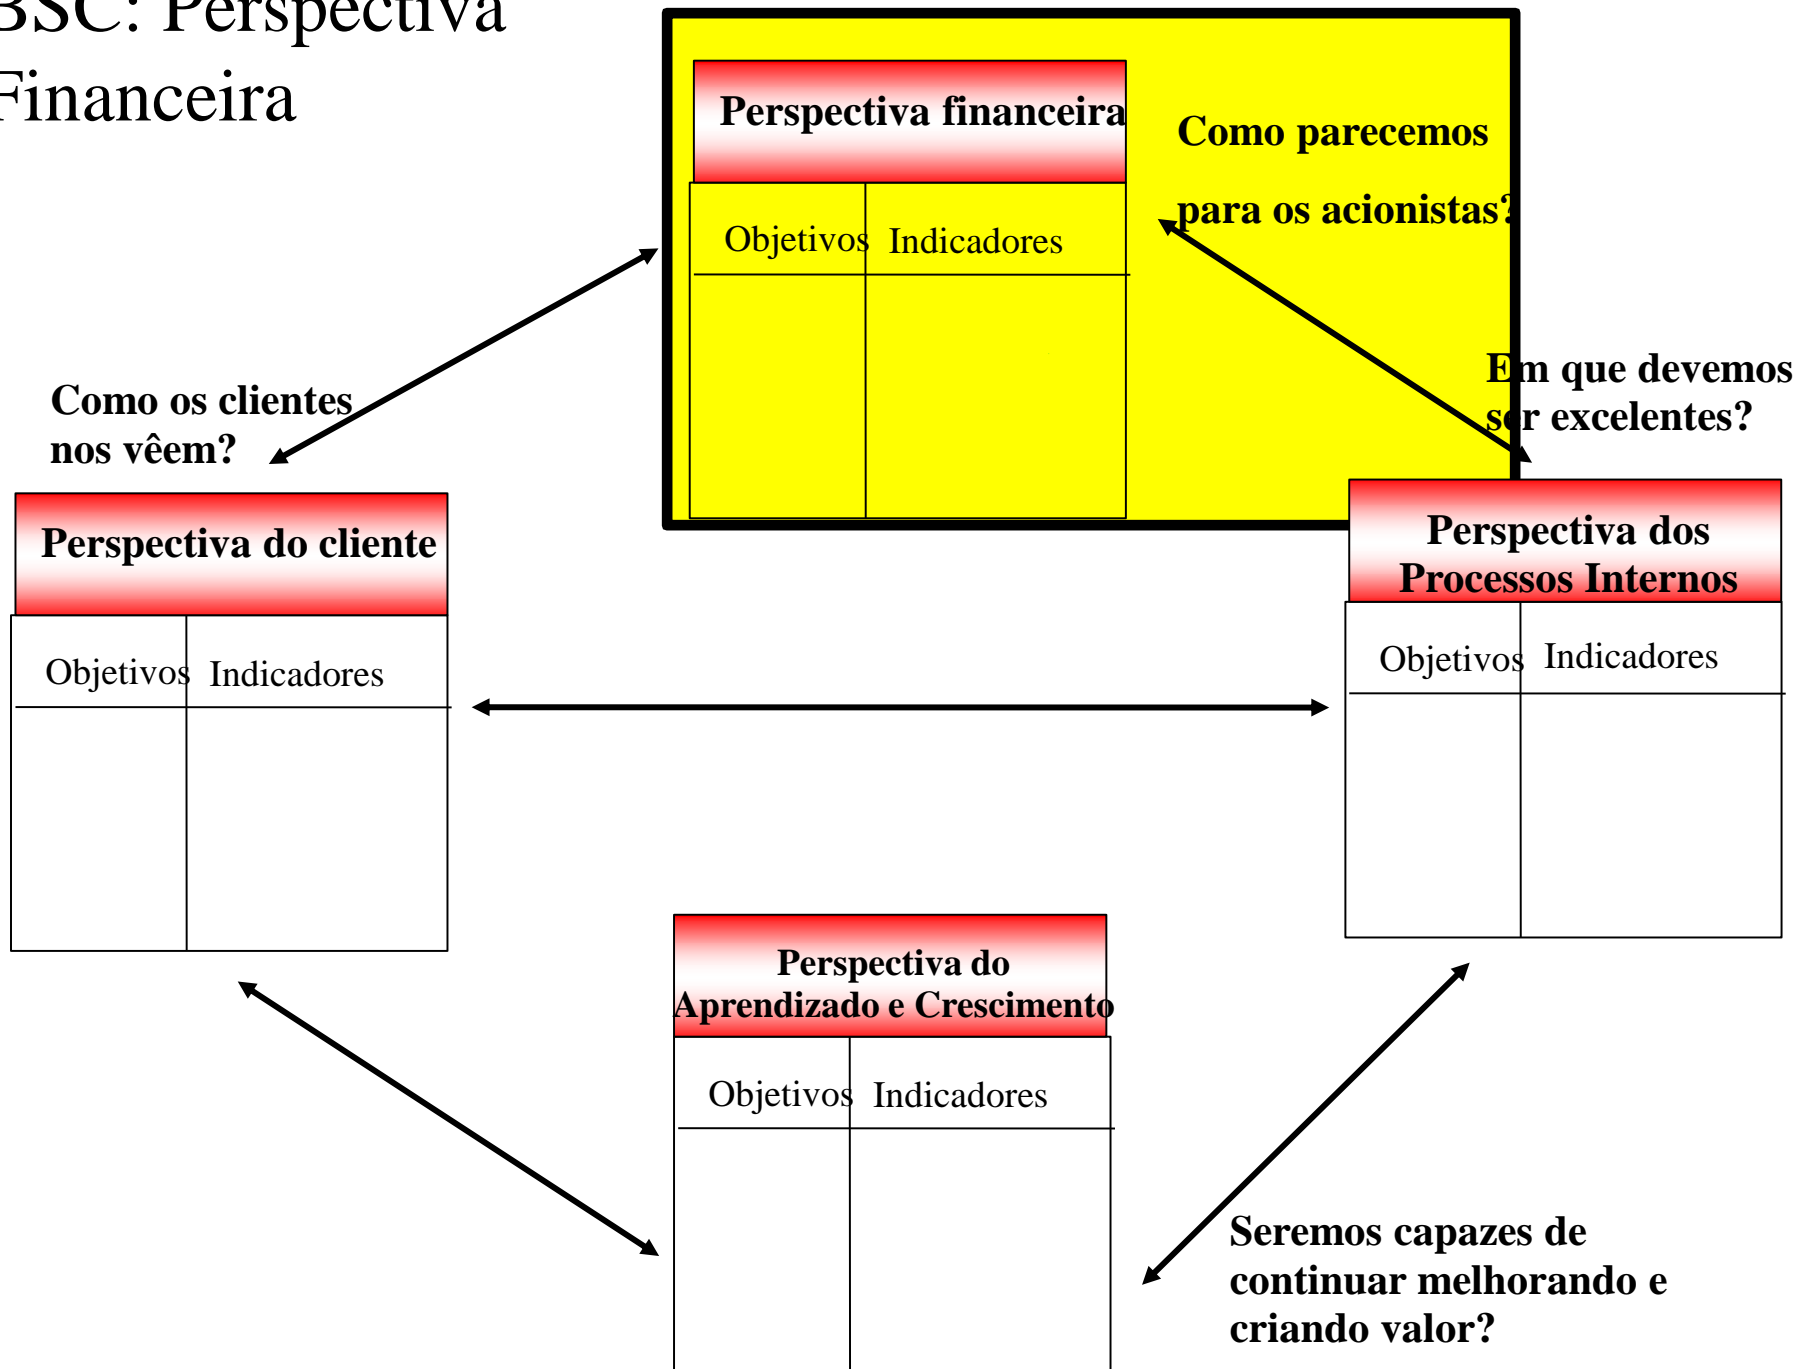 BSC: Perspectiva
Financeira
Perspectiva financeira
Como parecemos
para os acionistas?
Objetivos Indicadores
Como os clientes
nos vêem?
Em que devemos
ser excelentes?
Perspectiva do cliente
Objetivos Indicadores
Perspectiva dos
Processos Internos
Objetivos Indicadores
Perspectiva do
Aprendizado e Crescimento
Objetivos Indicadores
Seremos capazes de
continuar melhorando e
criando valor?